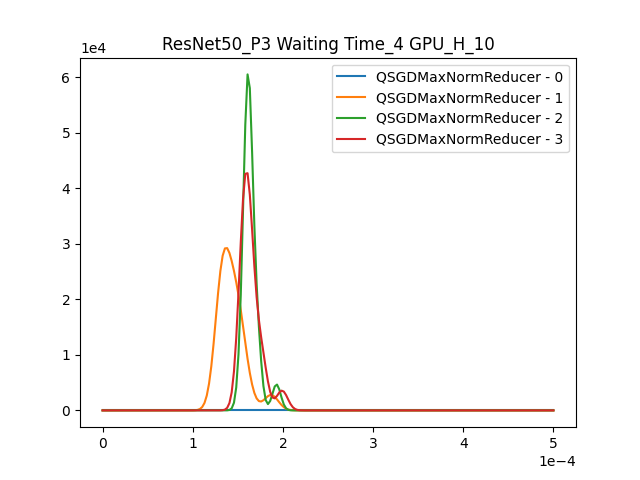 ResNet50_P3 Waiting Time_4 GPU_H_10
1e4
QSGDMaxNormReducer - 0
QSGDMaxNormReducer - 1
QSGDMaxNormReducer - 2
QSGDMaxNormReducer - 3
6
5
4
3
2
1
0
0 1 2 3 4 5
1e−4